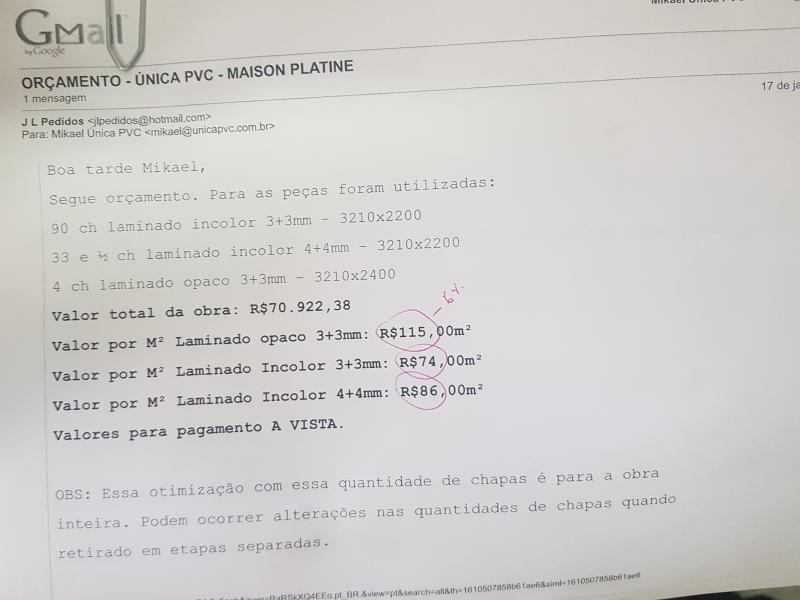 Gmail
by Google
ORÇAMENTO - ÚNICA PVC - MAISON PLATINE
1 mensagem
17 de ja
J L Pedidos <jlpedidos@hotmail.com>
Para: Mikael Única PVC <mikael@unicapvc.com.br>
Boa tarde Mikael,
Segue orçamento. Para as peças foram utilizadas:
90 ch laminado incolor 3+3mm - 3210x2200
33 e ½ ch laminado incolor 4+4mm - 3210x2200
4 ch laminado opaco 3+3mm - 3210x2400
- 6%
Valor total da obra: R$70.922,38
Valor por M² Laminado opaco 3+3mm: R$115,00m²
Valor por M² Laminado Incolor 3+3mm: R$74,00m²
Valor por M² Laminado Incolor 4+4mm: R$86,00m²
Valores para pagamento A VISTA.
OBS: Essa otimização com essa quantidade de chapas é para a obra
inteira. Podem ocorrer alterações nas quantidades de chapas quando
retirado em etapas separadas.
RaRSkXQ4EEo.pt_BR.&view=pt&search=all&th=1610507858b61ae6&siml=1610507858b61ae6